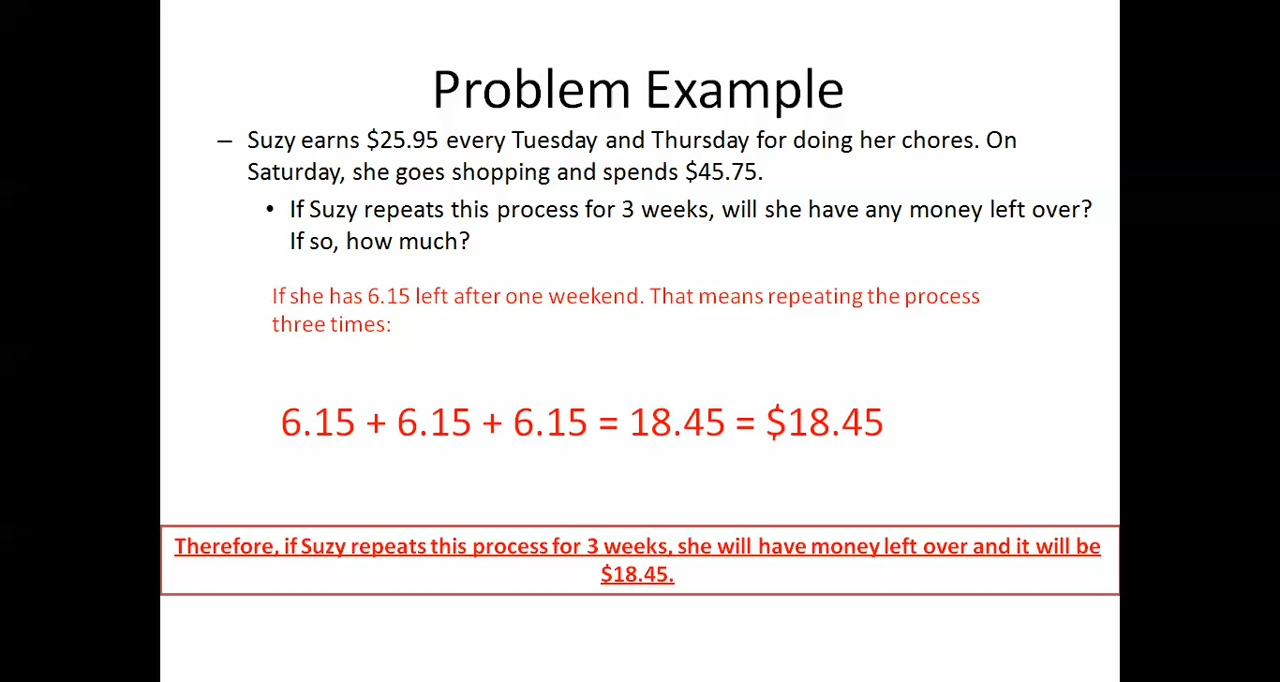 Problem Example
– Suzy earns $25.95 every Tuesday and Thursday for doing her chores. On
Saturday, she goes shopping and spends $45.75.
• If Suzy repeats this process for 3 weeks, will she have any money left over?
If so, how much?
If she has 6.15 left after one weekend. That means repeating the process
three times:
6.15 + 6.15 + 6.15 = 18.45 = $18.45
Therefore, if Suzy repeats this process for 3 weeks, she will have money left over and it will be
$18.45.